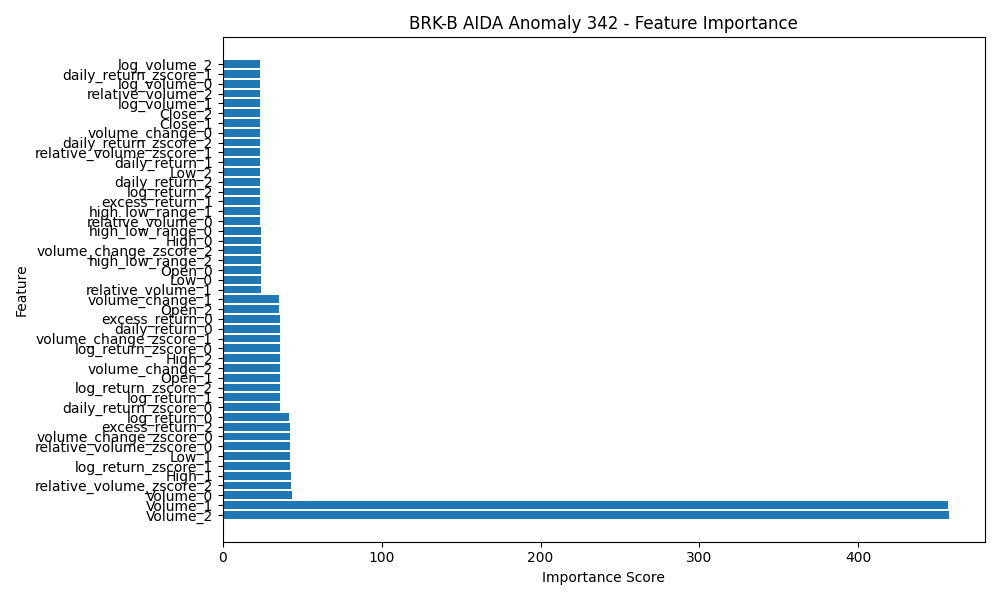 BRK-B AIDA Anomaly 342 - Feature Importance
log_volume_2
daily_return_zscore_1
log_volume_0
relative_volume_2
log_volume_1
Close_2
Close_1
volume_change_0
daily_return_zscore_2
relative_volume_zscore_1
daily_return_1
Low_2
daily_return_2
log_return_2
excess_return_1
high_low_range_1
relative_volume_0
high_low_range_0
High_0
volume_change_zscore_2
high_low_range_2
Open_0
Low_0
relative_volume_1
volume_change_1
Open_2
excess_return_0
daily_return_0
volume_change_zscore_1
log_return_zscore_0
High_2
volume_change_2
Open_1
log_return_zscore_2
log_return_1
daily_return_zscore_0
log_return_0
excess_return_2
volume_change_zscore_0
relative_volume_zscore_0
Low_1
log_return_zscore_1
High_1
relative_volume_zscore_2
Volume_0
Volume_1
Volume_2
Feature
0 100 200 300 400
Importance Score